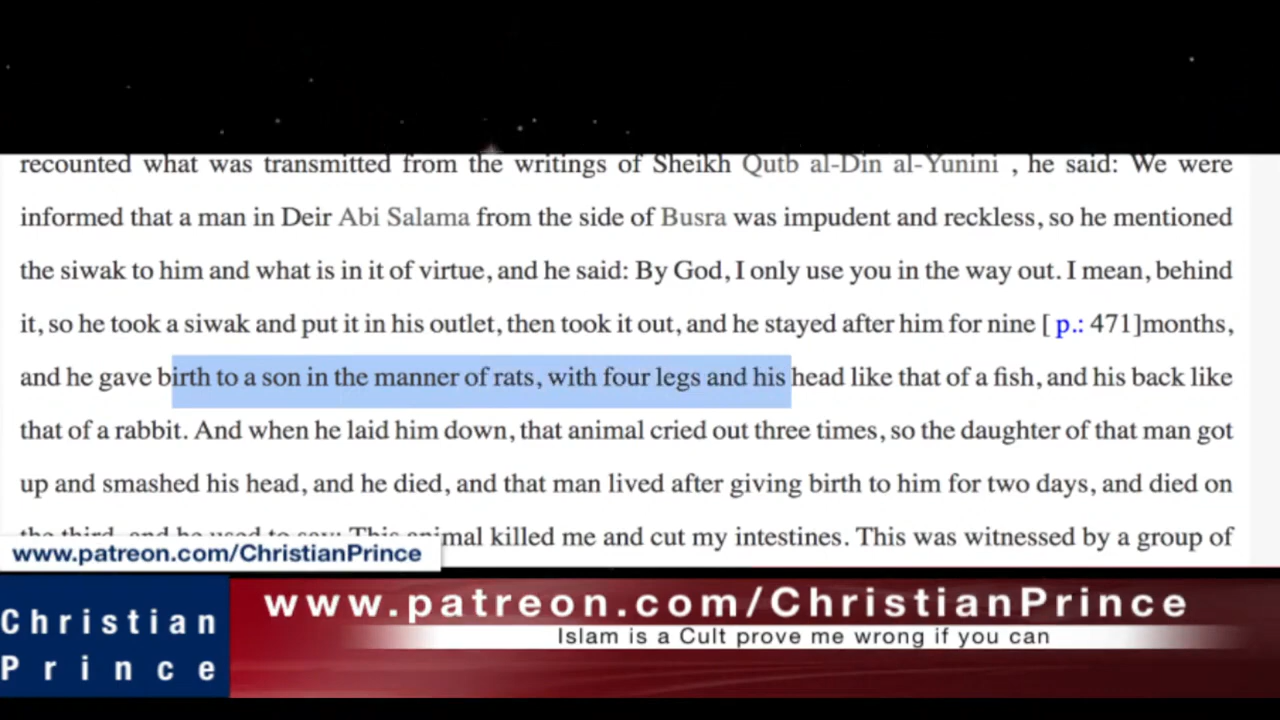 recounted what was transmitted from the writings of Sheikh Qutb al-Din al-Yunini , he said: We were
informed that a man in Deir Abi Salama from the side of Busra was impudent and reckless, so he mentioned
the siwak to him and what is in it of virtue, and he said: By God, I only use you in the way out. I mean, behind
it, so he took a siwak and put it in his outlet, then took it out, and he stayed after him for nine [ p.: 471]months,
and he gave birth to a son in the manner of rats, with four legs and his head like that of a fish, and his back like
that of a rabbit. And when he laid him down, that animal cried out three times, so the daughter of that man got
up and smashed his head, and he died, and that man lived after giving birth to him for two days, and died on
the third, and he used to say: This animal killed me and cut my intestines. This was witnessed by a group of
www.patreon.com/ChristianPrince
www.patreon.com/ChristianPrince
Islam is a Cult prove me wrong if you can
Christian
Prince